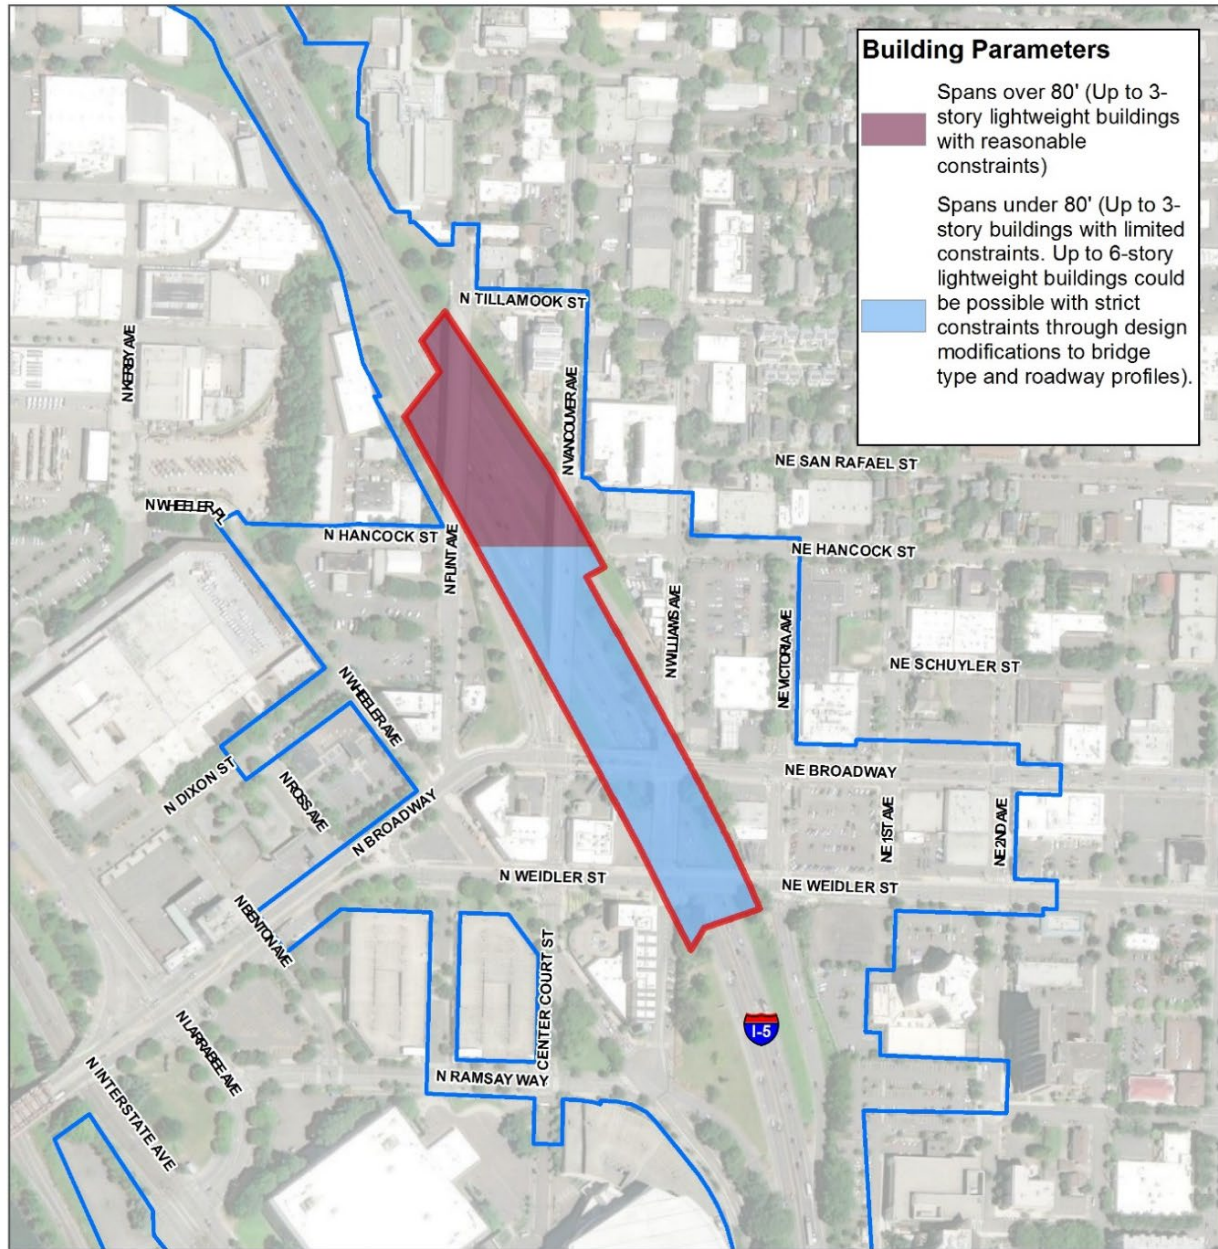 Building Parameters
Spans over 80' (Up to 3-
story lightweight buildings
with reasonable
constraints)
Spans under 80' (Up to 3-
story buildings with limited
constraints. Up to 6-story
lightweight buildings could
be possible with strict
constraints through design
modifications to bridge
type and roadway profiles).
N TILLAMOOK ST
N KERBY AVE
N VANCOUVER AVE
NE SAN RAFAEL ST
N WHEELER PL
N HANCOCK ST
N FLINT AVE
NE HANCOCK ST
N WILLIAMS AVE
NE VICTORIA AVE
NE SCHUYLER ST
N WHEELER AVE
N DIXON ST
N ROSS AVE
N BROADWAY
NE BROADWAY
NE 1ST AVE
NE 2ND AVE
N WEIDLER ST
NE WEIDLER ST
N BENTON AVE
CENTER COURT ST
I-5
N LARRABEE AVE
N RAMSAY WAY
N INTERSTATE AVE